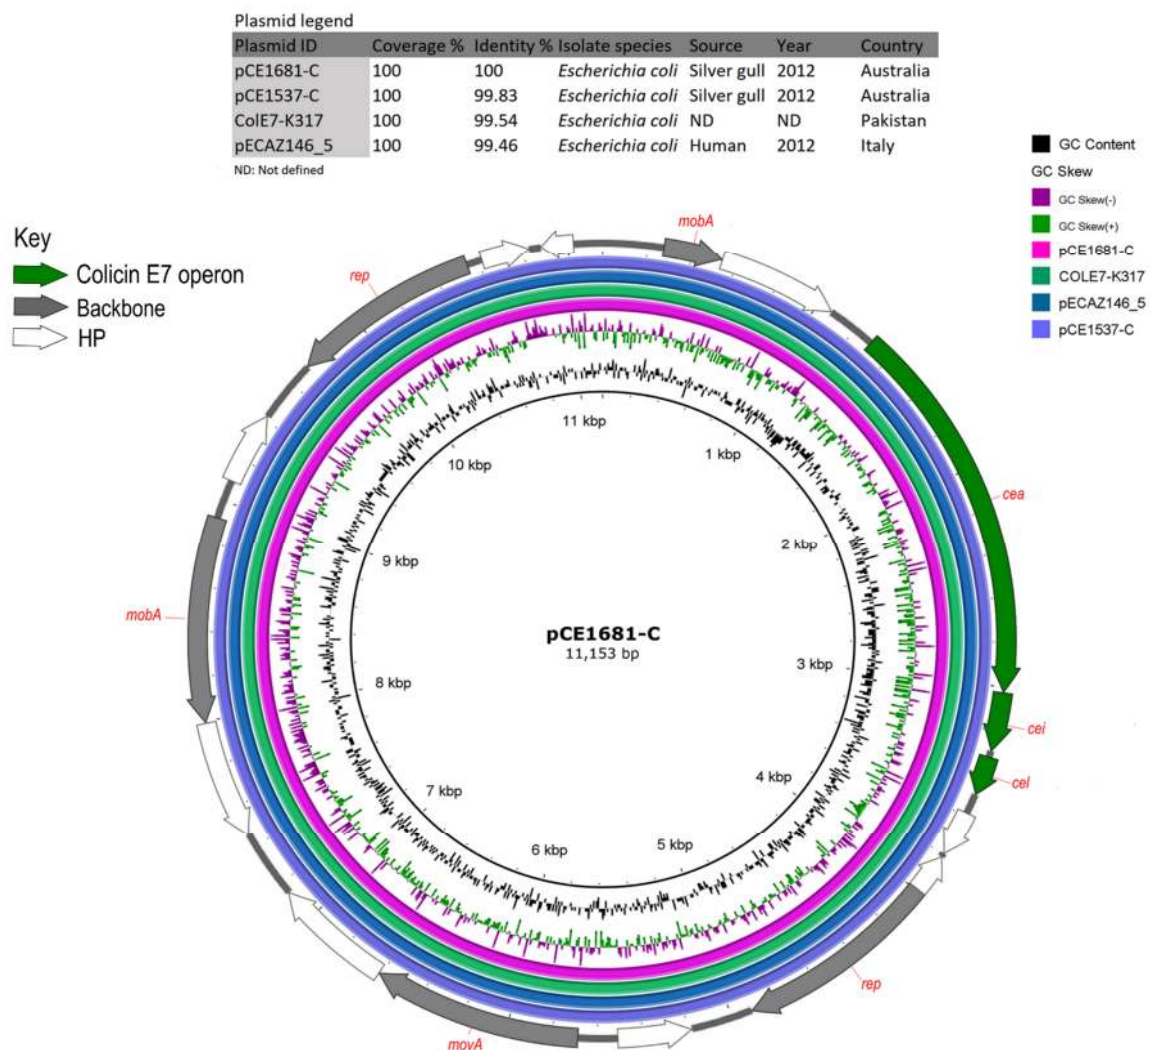 Plasmid legend
Plasmid ID Coverage % Identity % Isolate species Source Year Country
pCE1681-C 100 100 Escherichia coli Silver gull 2012 Australia
pCE1537-C 100 99.83 Escherichia coli Silver gull 2012 Australia
ColE7-K317 100 99.54 Escherichia coli ND ND Pakistan
pECAZ146_5 100 99.46 Escherichia coli Human 2012 Italy
ND: Not defined
GC Content
GC Skew
GC Skew(-)
GC Skew(+)
pCE1681-C
COLE7-K317
pECAZ146_5
pCE1537-C
Key
Colicin E7 operon
Backbone
HP
mobA
rep
cea
mobA
cei
cel
rep
movA
11 kbp
1 kbp
2 kbp
3 kbp
4 kbp
5 kbp
6 kbp
7 kbp
8 kbp
9 kbp
10 kbp
pCE1681-C
11,153 bp